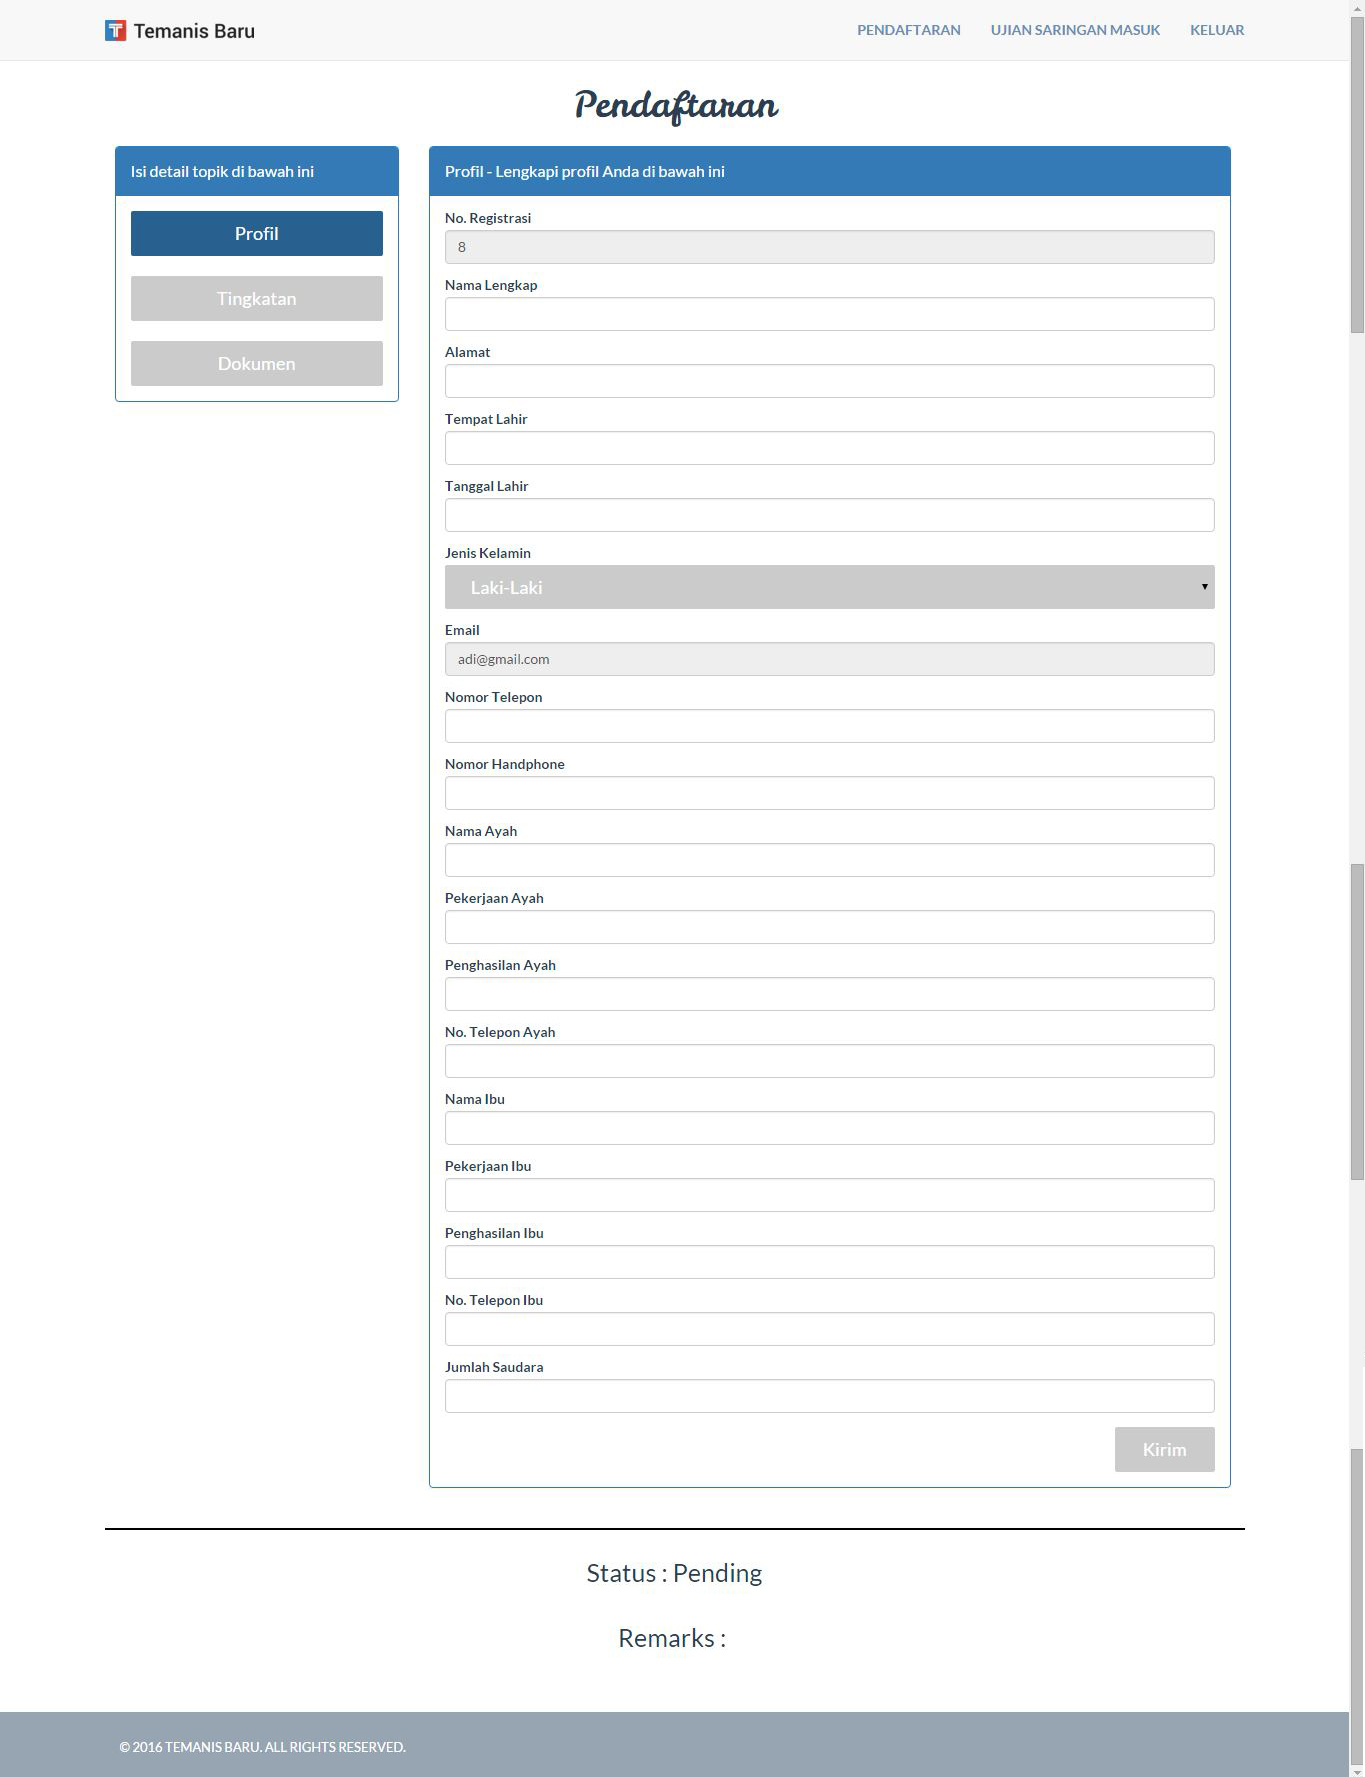 Temanis Baru
PENDAFTARAN UJIAN SARINGAN MASUK KELUAR
Pendaftaran
Isi detail topik di bawah ini
Profil
Tingkatan
Dokumen
Profil - Lengkapi profil Anda di bawah ini
No. Registrasi
8
Nama Lengkap
Alamat
Tempat Lahir
Tanggal Lahir
Jenis Kelamin
Laki-Laki
Email
adi@gmail.com
Nomor Telepon
Nomor Handphone
Nama Ayah
Pekerjaan Ayah
Penghasilan Ayah
No. Telepon Ayah
Nama Ibu
Pekerjaan Ibu
Penghasilan Ibu
No. Telepon Ibu
Jumlah Saudara
Kirim
Status : Pending
Remarks :
© 2016 TEMANIS BARU. ALL RIGHTS RESERVED.